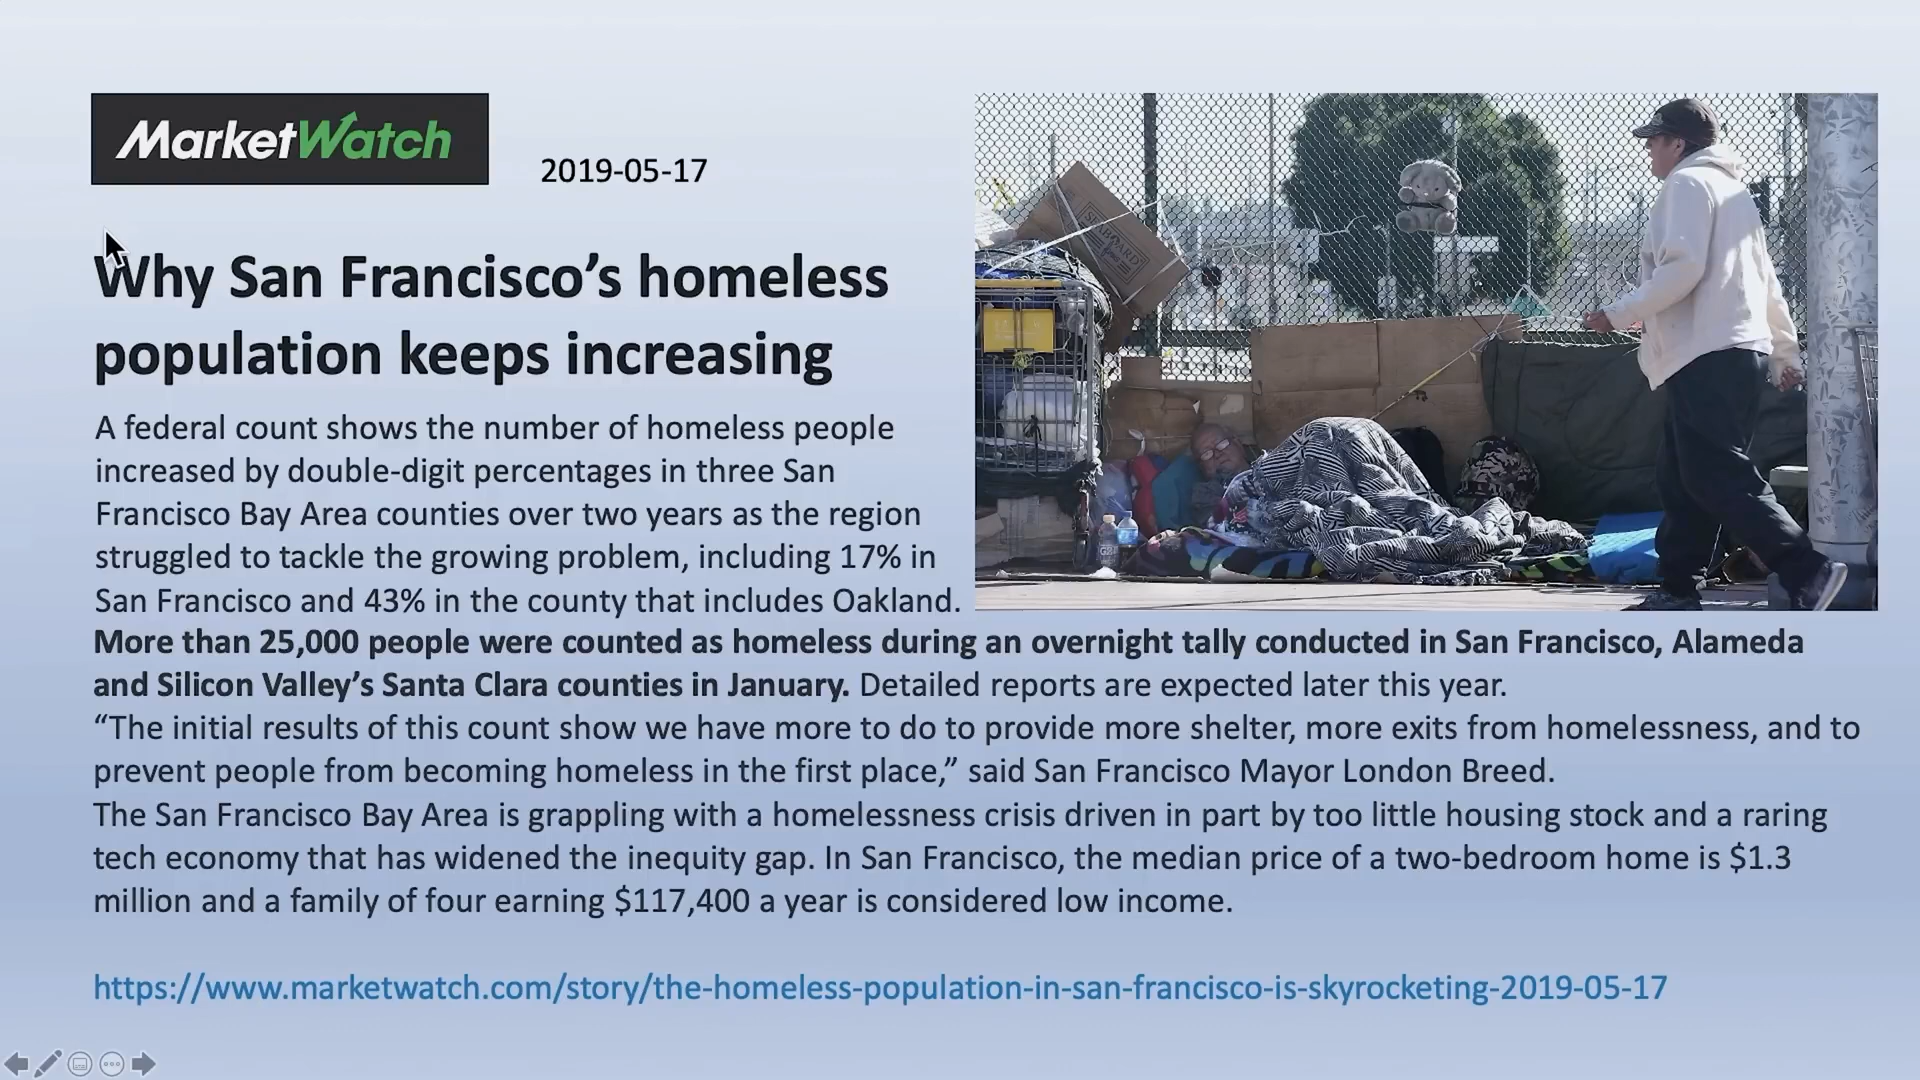 MarketWatch
2019-05-17
Why San Francisco’s homeless
population keeps increasing
A federal count shows the number of homeless people
increased by double-digit percentages in three San
Francisco Bay Area counties over two years as the region
struggled to tackle the growing problem, including 17% in
San Francisco and 43% in the county that includes Oakland.
More than 25,000 people were counted as homeless during an overnight tally conducted in San Francisco, Alameda
and Silicon Valley’s Santa Clara counties in January. Detailed reports are expected later this year.
“The initial results of this count show we have more to do to provide more shelter, more exits from homelessness, and to
prevent people from becoming homeless in the first place,” said San Francisco Mayor London Breed.
The San Francisco Bay Area is grappling with a homelessness crisis driven in part by too little housing stock and a raring
tech economy that has widened the inequity gap. In San Francisco, the median price of a two-bedroom home is $1.3
million and a family of four earning $117,400 a year is considered low income.
https://www.marketwatch.com/story/the-homeless-population-in-san-francisco-is-skyrocketing-2019-05-17